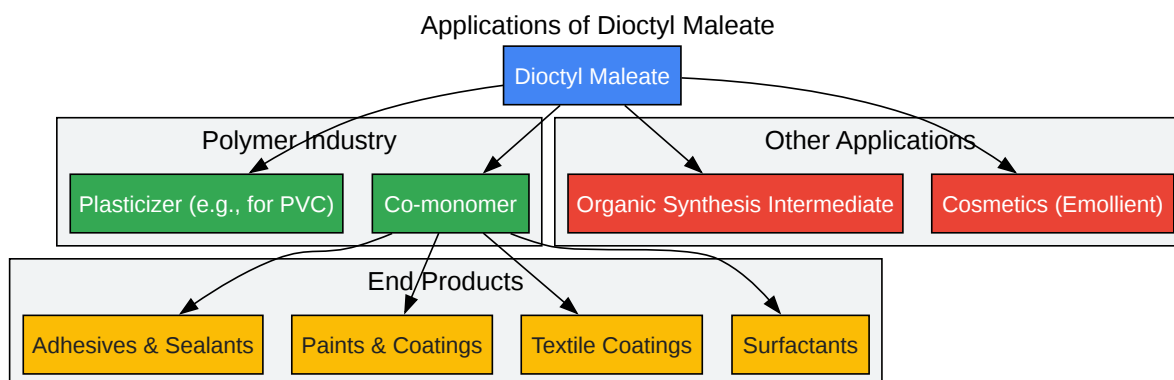 Applications of Dioctyl Maleate
Dioctyl Maleate
Polymer Industry
Other Applications
Plasticizer (e.g., for PVC)
Co-monomer
Organic Synthesis Intermediate
Cosmetics (Emollient)
End Products
Adhesives & Sealants
Paints & Coatings
Textile Coatings
Surfactants